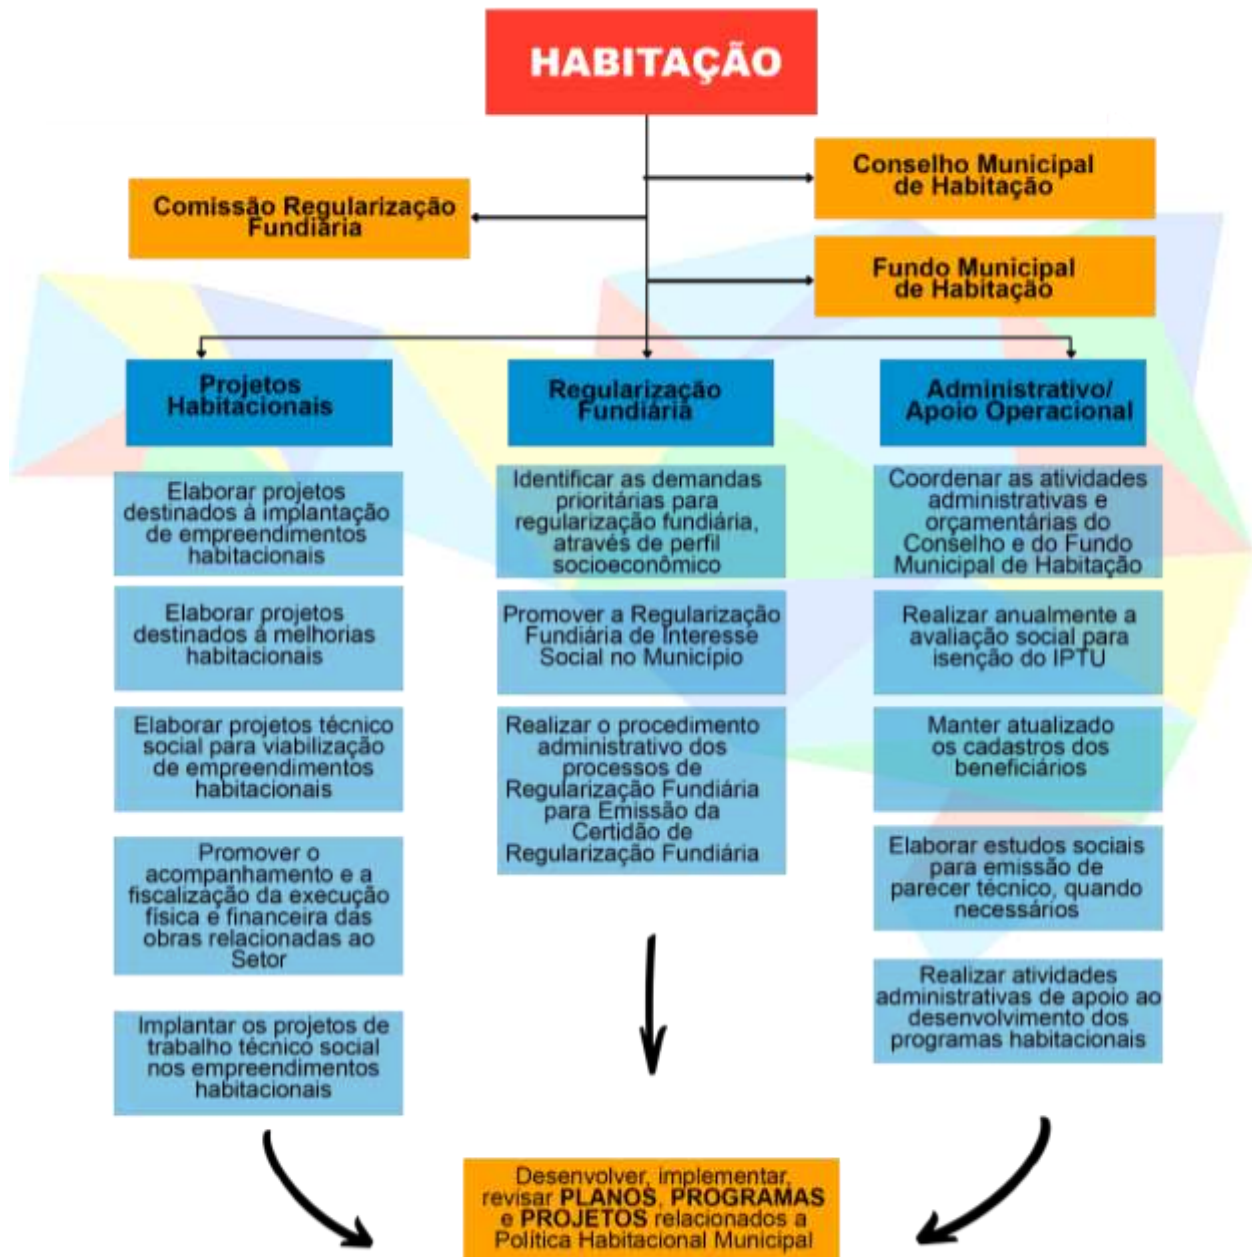 HABITAÇÃO
Conselho Municipal
de Habitação
Comissão Regularização
Fundiária
Fundo Municipal
de Habitação
Projetos
Habitacionais
Elaborar projetos
destinados à implantação
de empreendimentos
habitacionais
Elaborar projetos
destinados á melhorias
habitacionais
Elaborar projetos técnico
social para viabilização
de empreendimentos
habitacionais
Promover o
acompanhamento e a
fiscalização da execução
física e financeira das
obras relacionadas ao
Setor
Implantar os projetos de
trabalho técnico social
nos empreendimentos
habitacionais
Regularização
Fundiária
Identificar as demandas
prioritárias para
regularização fundiária,
através de perfil
socioeconômico
Promover a Regularização
Fundiária de Interesse
Social no Município
Realizar o procedimento
administrativo dos
processos de
Regularização Fundiária
para Emissão da
Certidão de
Regularização Fundiária
Administrativo/
Apoio Operacional
Coordenar as atividades
administrativas e
orçamentárias do
Conselho e do Fundo
Municipal de Habitação
Realizar anualmente a
avaliação social para
isenção do IPTU
Manter atualizado
os cadastros dos
beneficiários
Elaborar estudos sociais
para emissão de
parecer técnico, quando
necessários
Realizar atividades
administrativas de apoio ao
desenvolvimento dos
programas habitacionais
Desenvolver, implementar,
revisar PLANOS, PROGRAMAS
e PROJETOS relacionados a
Política Habitacional Municipal